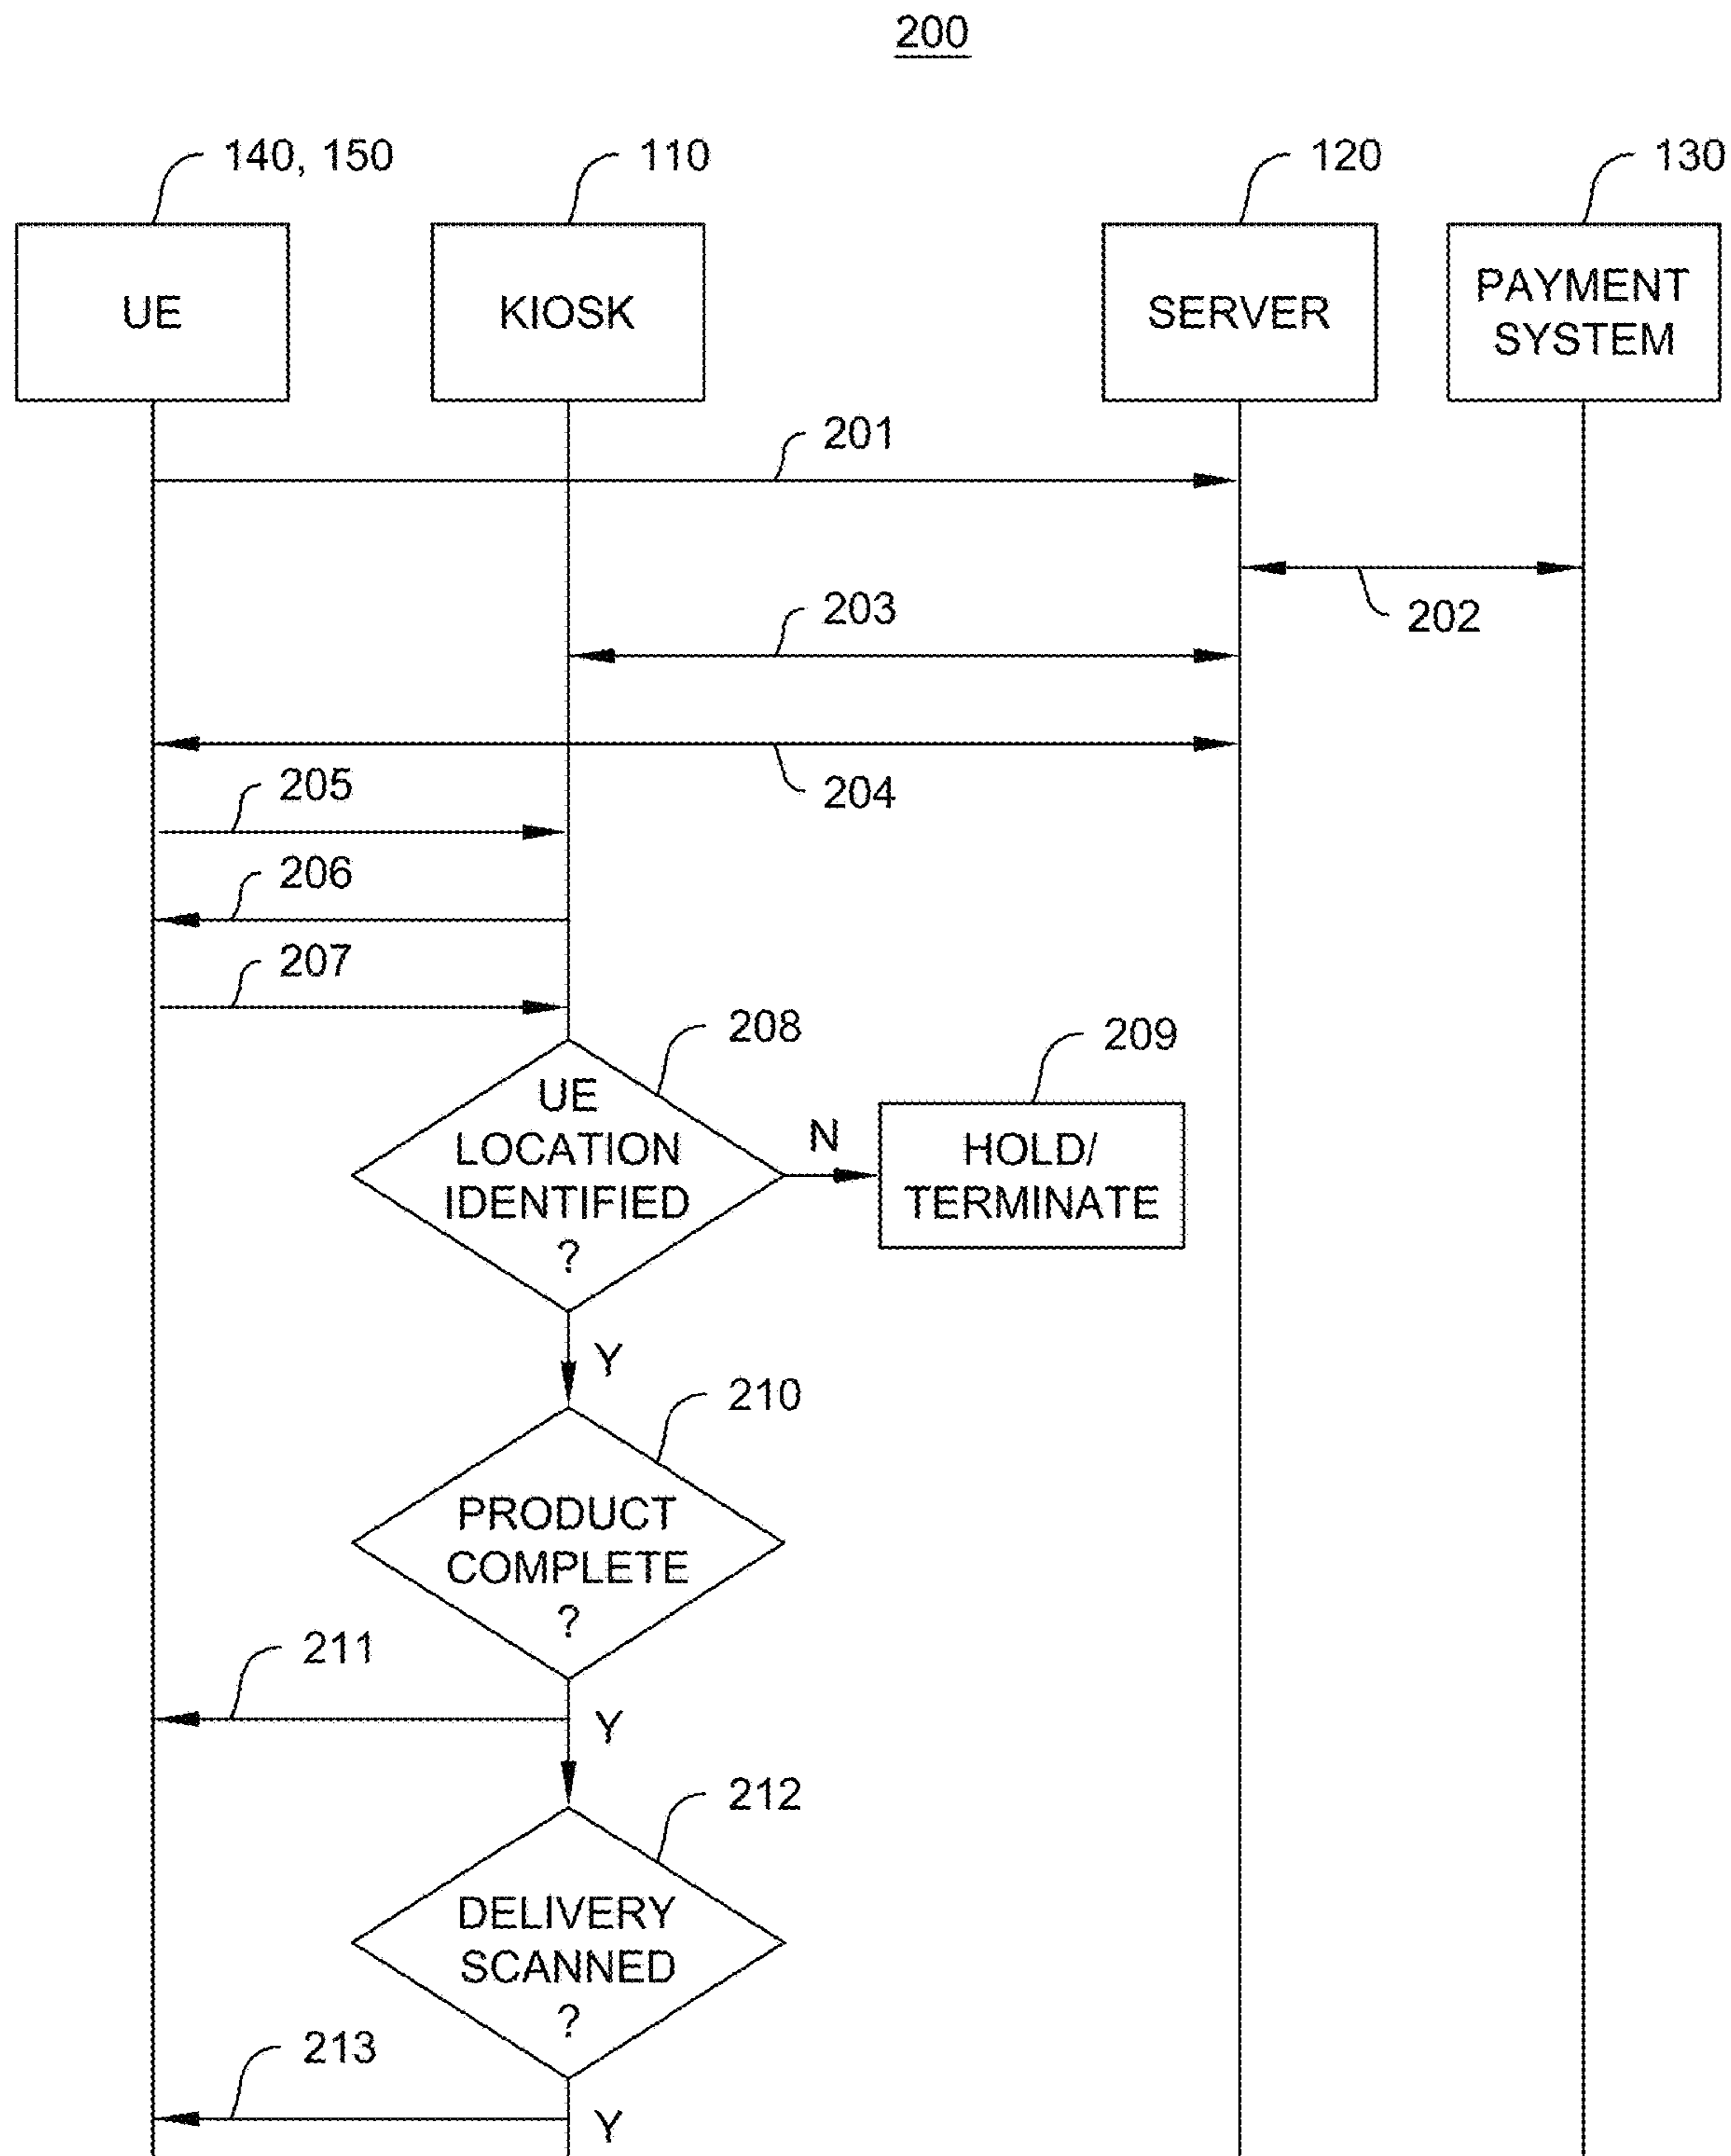 200
140, 150
110
120
130
UE
KIOSK
SERVER
PAYMENT
SYSTEM
201
202
203
204
205
206
207
208
209
UE
LOCATION
IDENTIFIED
?
N
HOLD/
TERMINATE
Y
210
PRODUCT
COMPLETE
?
211
Y
212
DELIVERY
SCANNED
?
213
Y